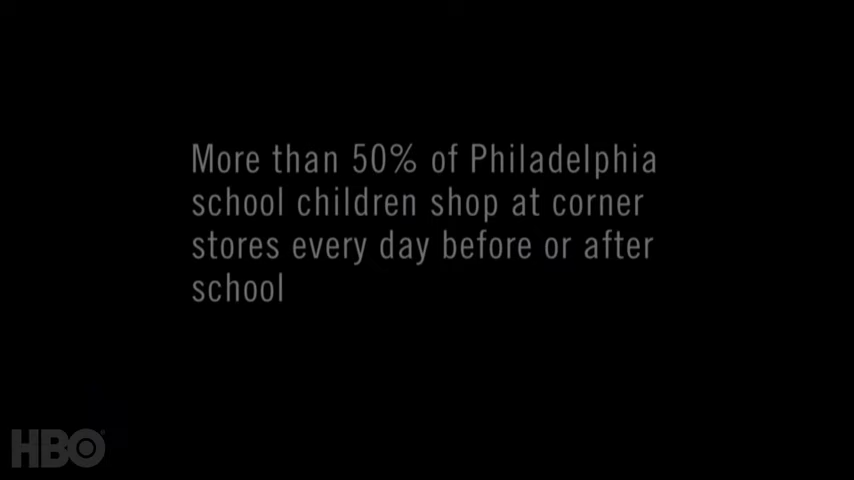 More than 50% of Philadelphia
school children shop at corner
stores every day before or after
school
HBO